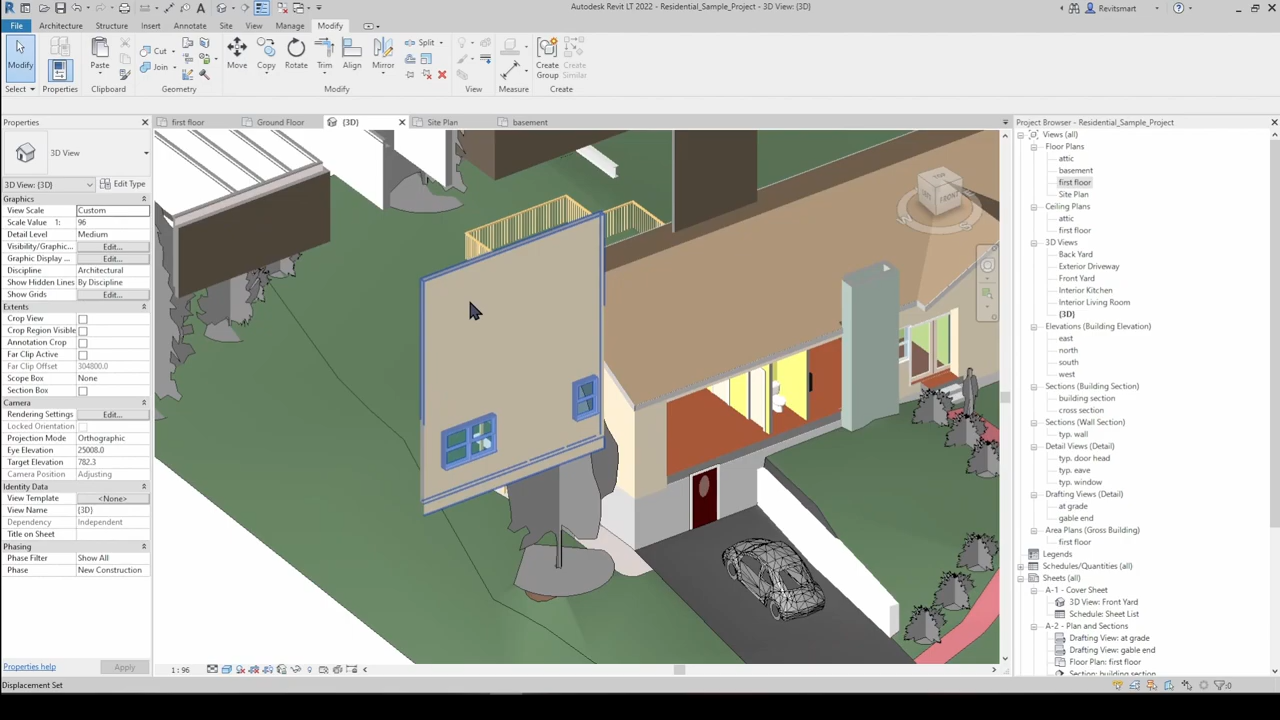 Autodesk Revit LT 2022 - Residential_Sample_Project - 3D View: {3D}
Revitsmart
File Architecture Structure Insert Annotate Site View Manage Modify
Modify
Select
Properties
Paste
Clipboard
Cut
Join
Geometry
Move
Copy
Rotate
Trim
Align
Mirror
Split
Modify
View
Measure
Create Group
Create Similar
Create
first floor
Ground Floor
{3D}
Site Plan
basement
Properties
3D View
3D View: {3D}
Edit Type
Graphics
View Scale Custom
Scale Value 1: 96
Detail Level Medium
Visibility/Graphic... Edit...
Graphic Display ... Edit...
Discipline Architectural
Show Hidden Lines By Discipline
Show Grids Edit...
Extents
Crop View
Crop Region Visible
Annotation Crop
Far Clip Active
Far Clip Offset 304800.0
Scope Box None
Section Box
Camera
Rendering Settings Edit...
Locked Orientation
Projection Mode Orthographic
Eye Elevation 25008.0
Target Elevation 782.3
Camera Position Adjusting
Identity Data
View Template <None>
View Name {3D}
Dependency Independent
Title on Sheet
Phasing
Phase Filter Show All
Phase New Construction
Properties help
Apply
FRONT
Project Browser - Residential_Sample_Project
Views (all)
Floor Plans
attic
basement
first floor
Site Plan
Ceiling Plans
attic
first floor
3D Views
Back Yard
Exterior Driveway
Front Yard
Interior Kitchen
Interior Living Room
{3D}
Elevations (Building Elevation)
east
north
south
west
Sections (Building Section)
building section
cross section
Sections (Wall Section)
typ. wall
Detail Views (Detail)
typ. door head
typ. eave
typ. window
Drafting Views (Detail)
at grade
gable end
Area Plans (Gross Building)
first floor
Legends
Schedules/Quantities (all)
Sheets (all)
A-1 - Cover Sheet
3D View: Front Yard
Schedule: Sheet List
A-2 - Plan and Sections
Drafting View: at grade
Drafting View: gable end
Floor Plan: first floor
Section: building section
1 : 96
Displacement Set
:0